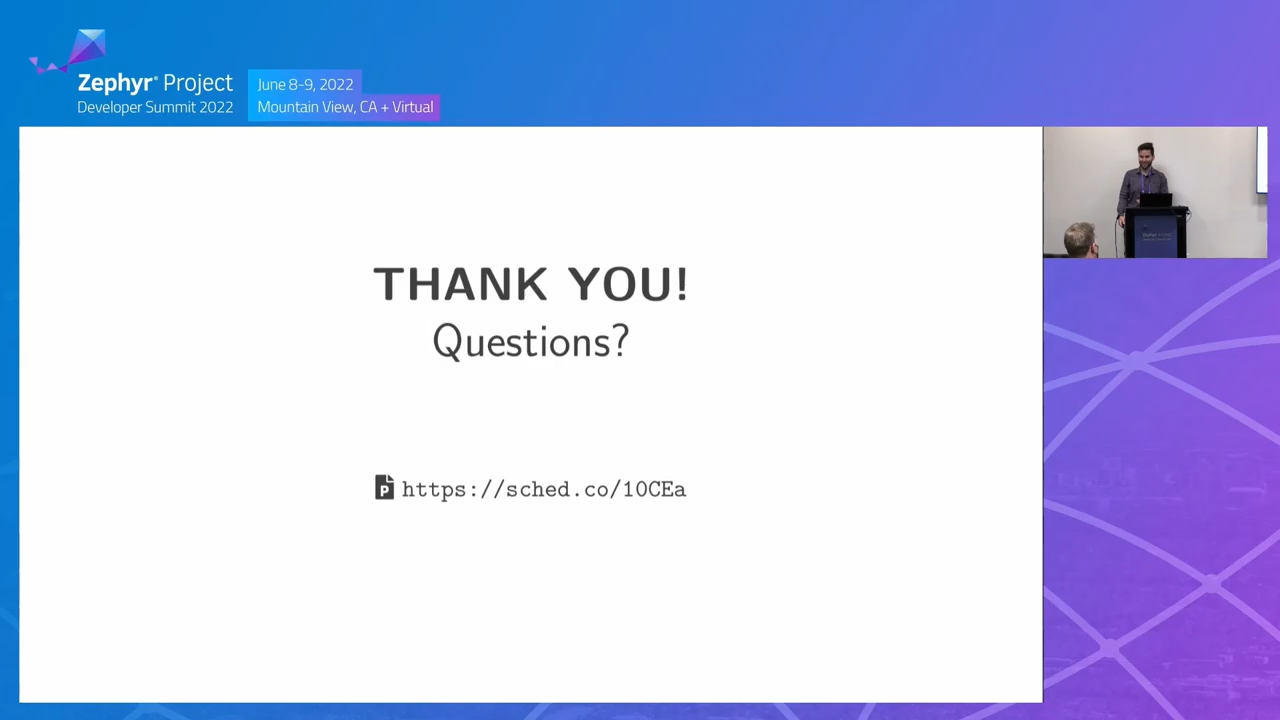 Zephyr® Project
Developer Summit 2022
June 8-9, 2022
Mountain View, CA + Virtual
THANK YOU!
Questions?
https://sched.co/10CEa